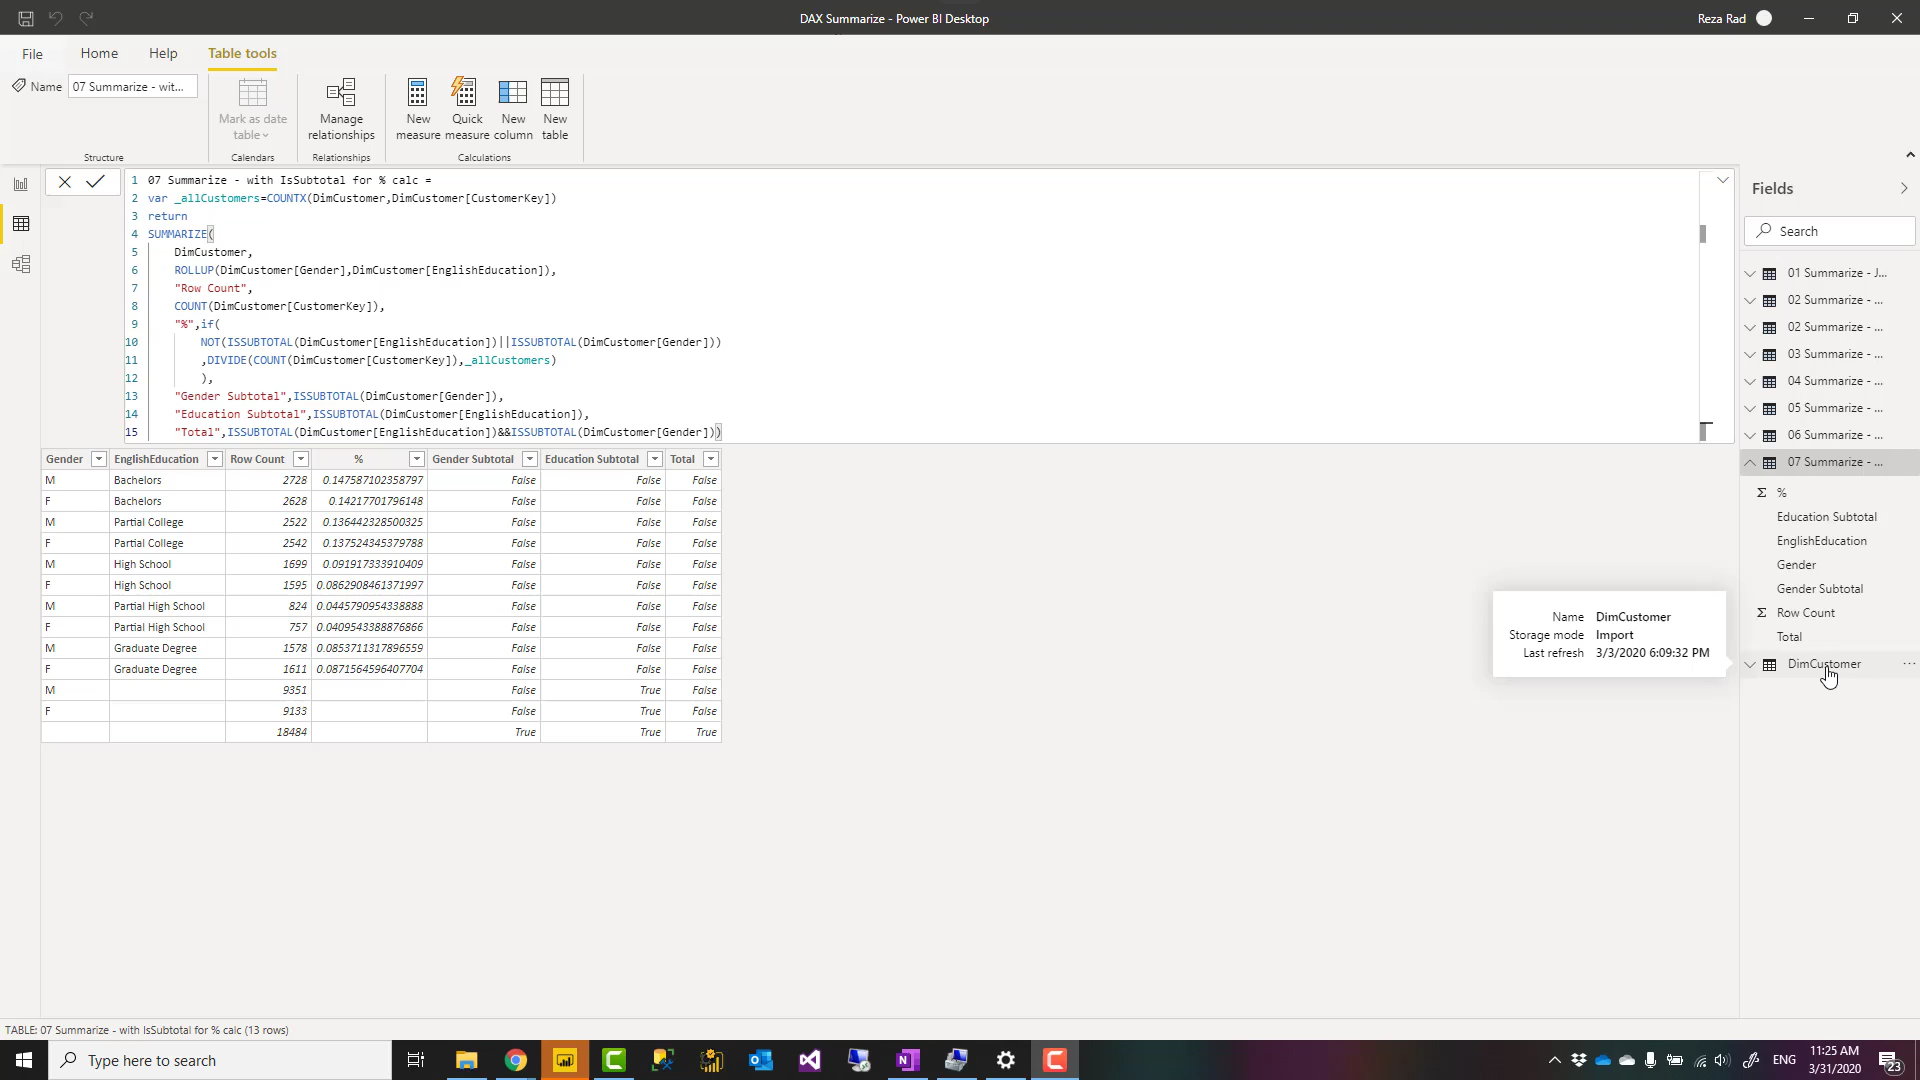 DAX Summarize - Power BI Desktop
Reza Rad
File Home Help Table tools
Name 07 Summarize - wit...
Mark as date table
Manage relationships
New measure
Quick measure
New column
New table
Structure
Calendars
Relationships
Calculations
1 07 Summarize - with IsSubtotal for % calc =
2 var _allCustomers=COUNTX(DimCustomer,DimCustomer[CustomerKey])
3 return
4 SUMMARIZE(
5 DimCustomer,
6 ROLLUP(DimCustomer[Gender],DimCustomer[EnglishEducation]),
7 "Row Count",
8 COUNT(DimCustomer[CustomerKey]),
9 "%",if(
10 NOT(ISSUBTOTAL(DimCustomer[EnglishEducation])||ISSUBTOTAL(DimCustomer[Gender]))
11 ,DIVIDE(COUNT(DimCustomer[CustomerKey]),_allCustomers)
12 ),
13 "Gender Subtotal",ISSUBTOTAL(DimCustomer[Gender]),
14 "Education Subtotal",ISSUBTOTAL(DimCustomer[EnglishEducation]),
15 "Total",ISSUBTOTAL(DimCustomer[EnglishEducation])&&ISSUBTOTAL(DimCustomer[Gender]))
Gender EnglishEducation Row Count % Gender Subtotal Education Subtotal Total
M Bachelors 2728 0.147587102358797 False False False
F Bachelors 2628 0.14217701796148 False False False
M Partial College 2522 0.136442328500325 False False False
F Partial College 2542 0.137524345379788 False False False
M High School 1699 0.091917333910409 False False False
F High School 1595 0.0862908461371997 False False False
M Partial High School 824 0.0445790954338888 False False False
F Partial High School 757 0.0409543388876866 False False False
M Graduate Degree 1578 0.0853711317896559 False False False
F Graduate Degree 1611 0.0871564596407704 False False False
M 9351 False True False
F 9133 False True False
18484 True True True
Name DimCustomer
Storage mode Import
Last refresh 3/3/2020 6:09:32 PM
Fields
Search
01 Summarize - J...
02 Summarize - ...
02 Summarize - ...
03 Summarize - ...
04 Summarize - ...
05 Summarize - ...
06 Summarize - ...
07 Summarize - ...
Σ %
Education Subtotal
EnglishEducation
Gender
Gender Subtotal
Σ Row Count
Total
DimCustomer ...
TABLE: 07 Summarize - with IsSubtotal for % calc (13 rows)
Type here to search
ENG
11:25 AM
3/31/2020
23